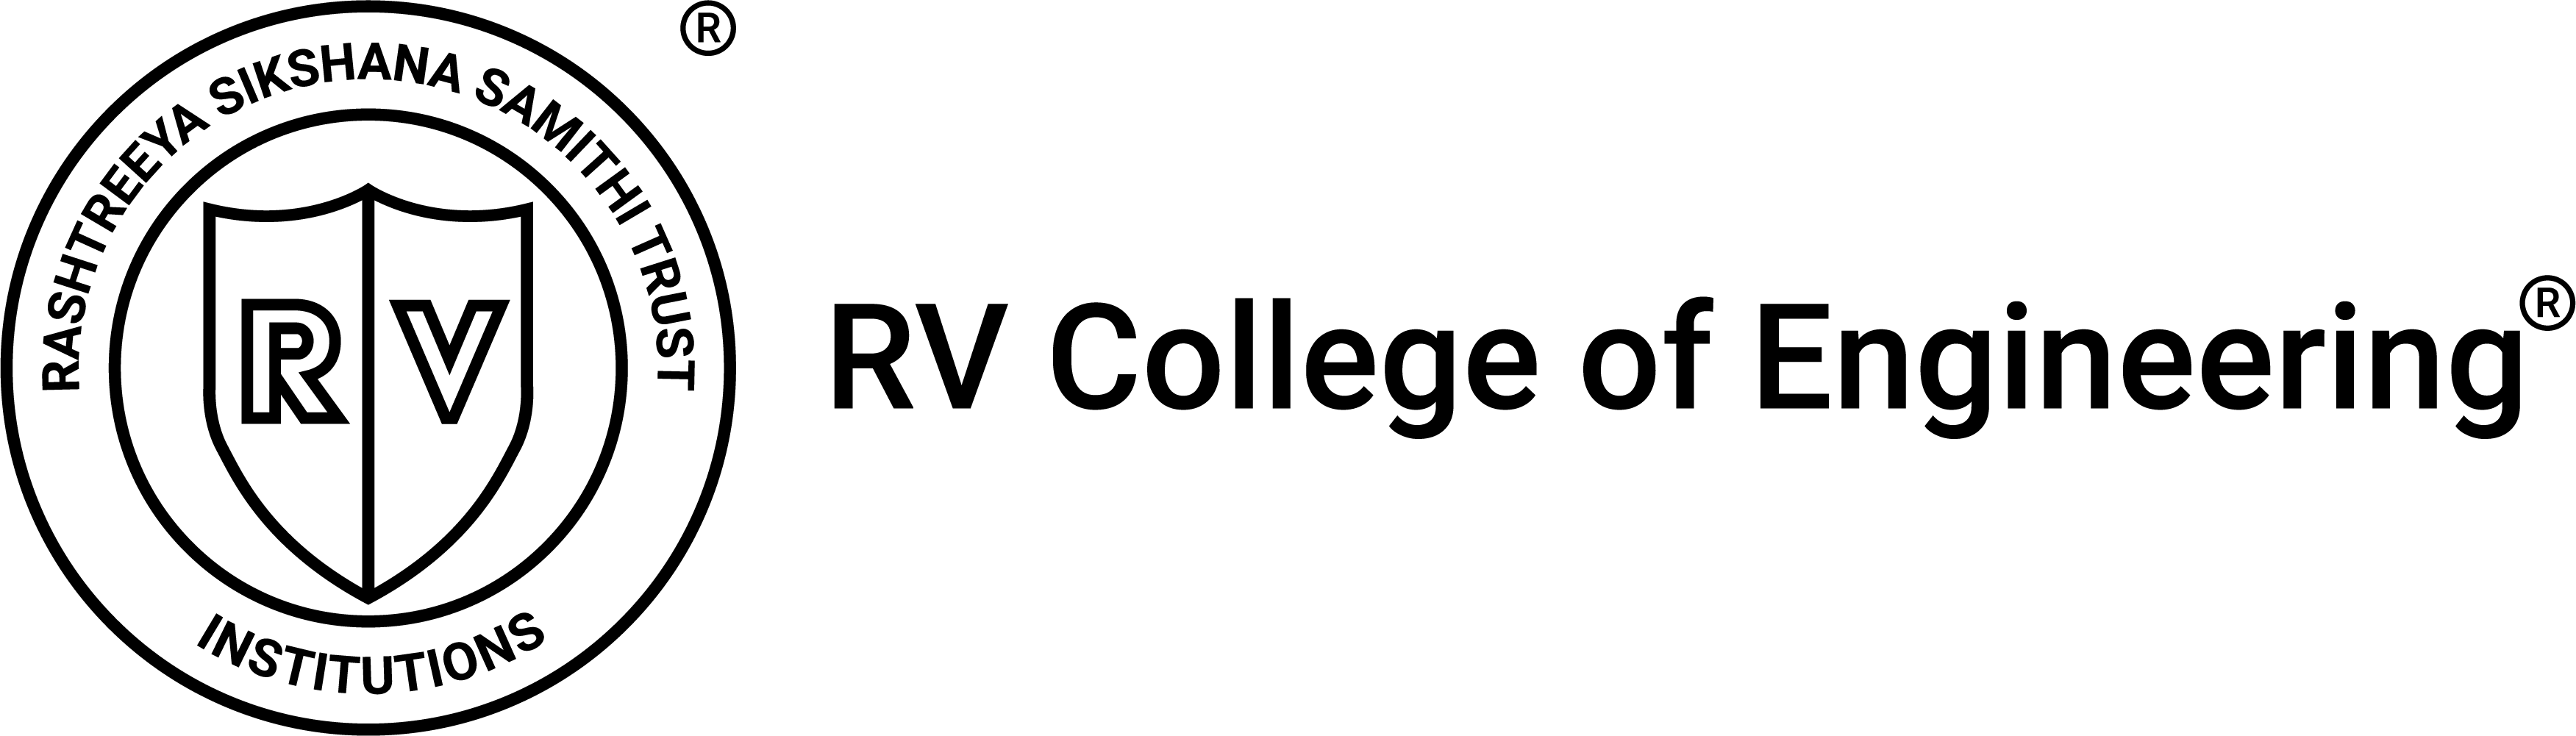 RASHTREEYA SIKSHANA SAMITHI TRUST
®
RV
INSTITUTIONS
RV College of Engineering®